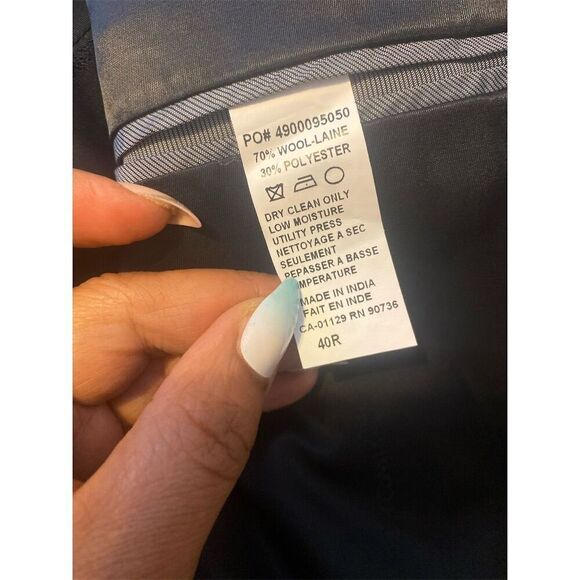 PO# 4900095050
70% WOOL-LAINE
30% POLYESTER
DRY CLEAN ONLY
LOW MOISTURE
UTILITY PRESS
NETTOYAGE A SEC
SEULEMENT
REPASSER A BASSE
MPERATURE
MADE IN INDIA
FAIT EN INDE
CA-01129 RN 90736
40R